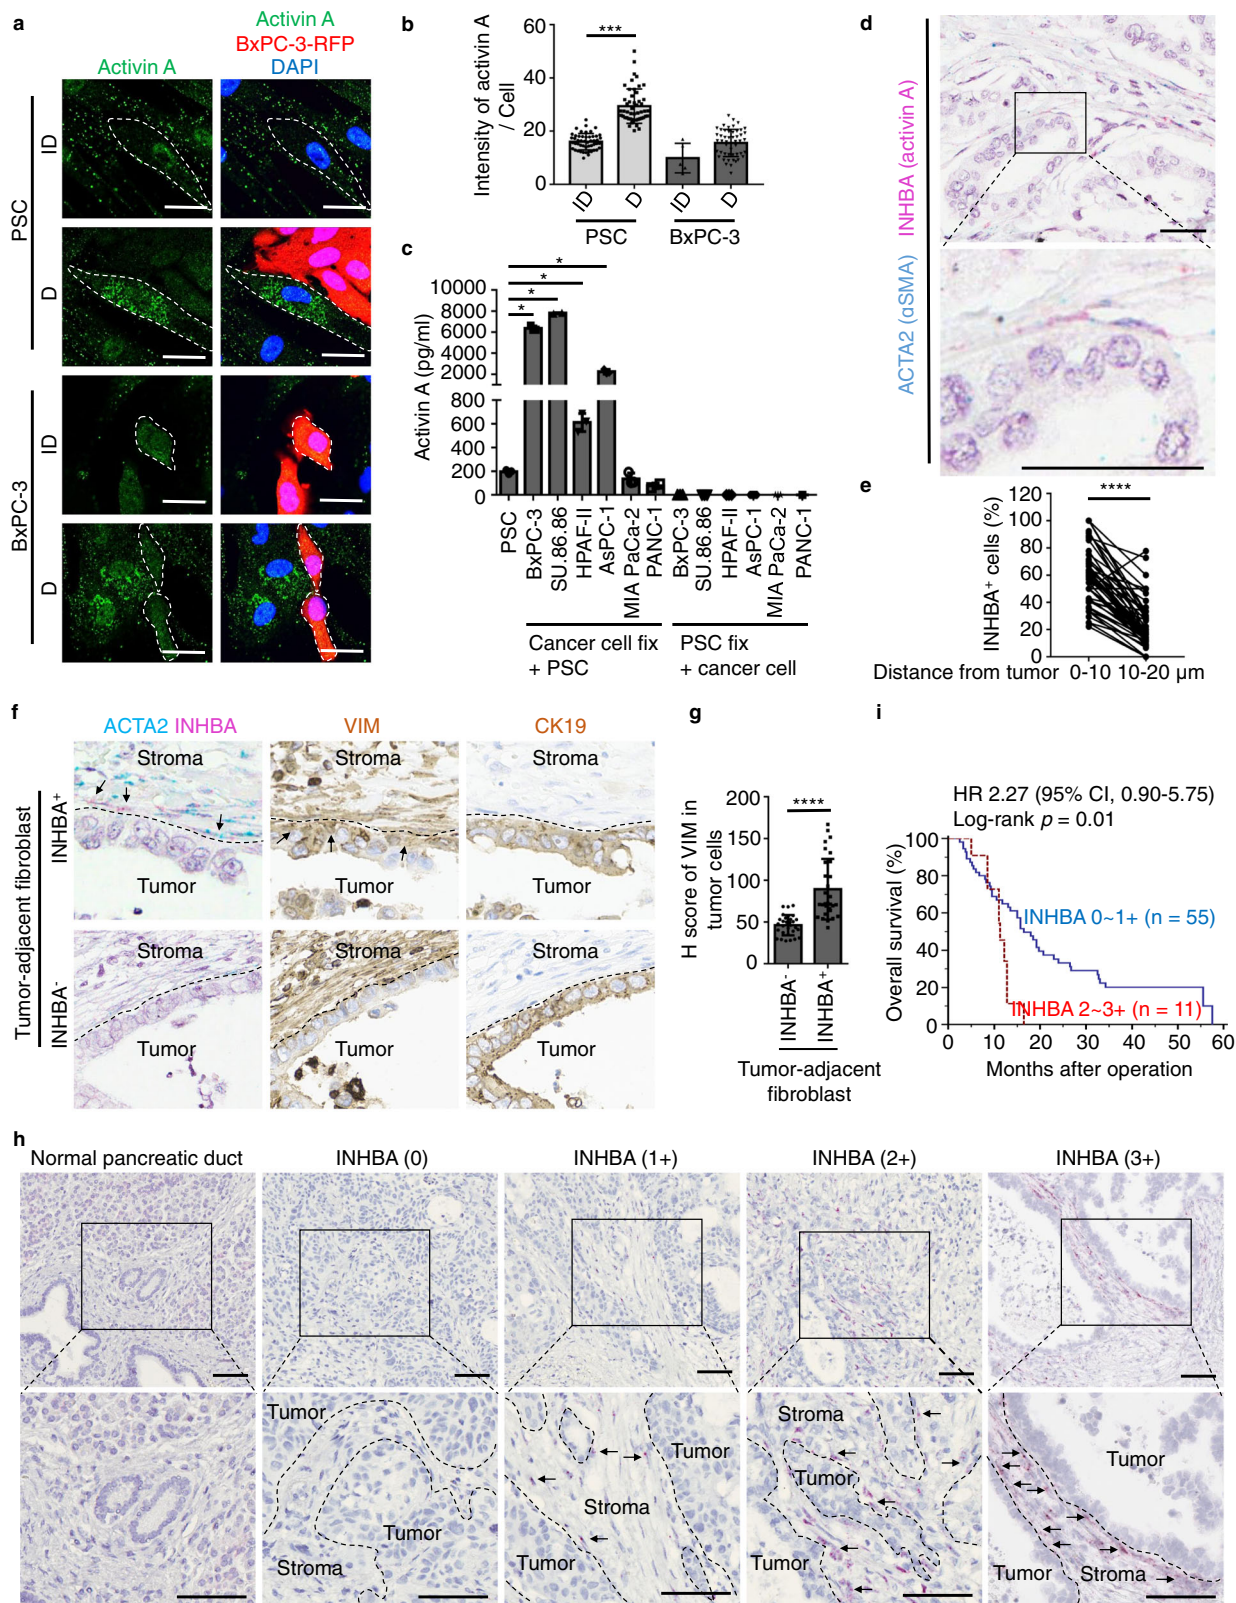 a
Activin A
Activin A
BxPC-3-RFP
DAPI
PSC
ID
D
BxPC-3
ID
D
b
Intensity of activin A
/ Cell
60
40
20
0
***
ID
D
ID
D
PSC
BxPC-3
c
Activin A (pg/ml)
10000
8000
6000
4000
2000
800
600
400
200
0
*
*
*
*
PSC
BxPC-3
SU.86.86
HPAF-II
AsPC-1
MIA PaCa-2
PANC-1
BxPC-3
SU.86.86
HPAF-II
AsPC-1
MIA PaCa-2
PANC-1
Cancer cell fix
+ PSC
PSC fix
+ cancer cell
d
INHBA (activin A)
ACTA2 (αSMA)
e
INHBA⁺ cells (%)
120
100
80
60
40
20
0
****
Distance from tumor 0-10 10-20 µm
f
ACTA2 INHBA
VIM
CK19
Tumor-adjacent fibroblast
INHBA⁺
INHBA⁻
Stroma
Tumor
Stroma
Tumor
Stroma
Tumor
Stroma
Tumor
Stroma
Tumor
Stroma
Tumor
g
H score of VIM in
tumor cells
200
150
100
50
0
****
INHBA⁻
INHBA⁺
Tumor-adjacent
fibroblast
i
HR 2.27 (95% CI, 0.90-5.75)
Log-rank p = 0.01
Overall survival (%)
100
80
60
40
20
0
INHBA 0~1+ (n = 55)
INHBA 2~3+ (n = 11)
0 10 20 30 40 50 60
Months after operation
h
Normal pancreatic duct
INHBA (0)
INHBA (1+)
INHBA (2+)
INHBA (3+)
Tumor
Tumor
Stroma
Tumor
Stroma
Tumor
Stroma
Tumor
Tumor
Tumor
Tumor
Stroma